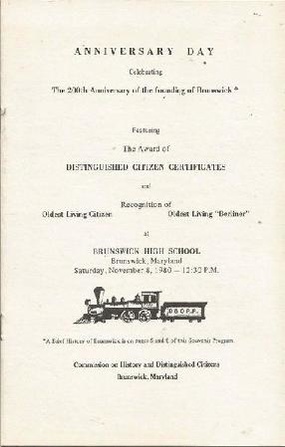 ANNIVERSARY DAY
Celebrating
The 200th Anniversary of the founding of Brunswick *
Featuring
The Award of
DISTINGUISHED CITIZEN CERTIFICATES
and
Recognition of
Oldest Living Citizen Oldest Living "Berliner"
at
BRUNSWICK HIGH SCHOOL
Brunswick, Maryland
Saturday, November 8, 1980 — 12:30 P.M.
*A Brief History of Brunswick is on pages 5 and 6 of this Souvenir Program
Commission on History and Distinguished Citizens
Brunswick, Maryland